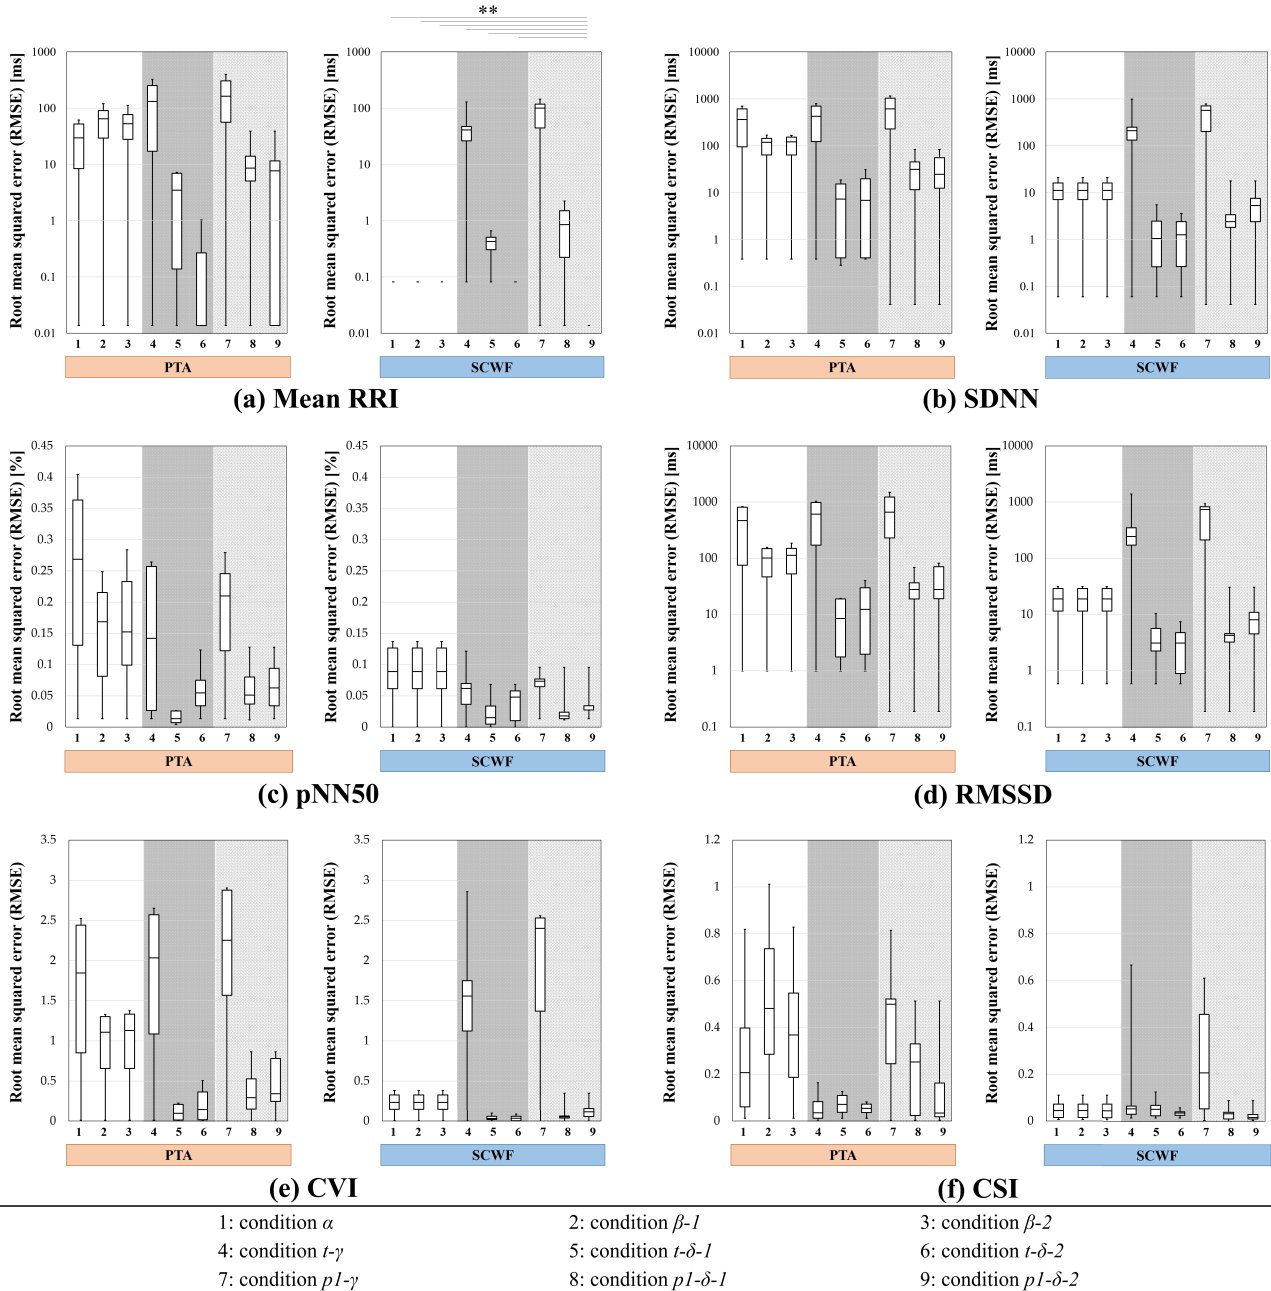 **
Root mean squared error (RMSE) [ms]
1000
100
10
1
0.1
0.01
1 2 3 4 5 6 7 8 9
PTA
Root mean squared error (RMSE) [ms]
1000
100
10
1
0.1
0.01
1 2 3 4 5 6 7 8 9
SCWF
(a) Mean RRI
Root mean squared error (RMSE) [ms]
10000
1000
100
10
1
0.1
0.01
1 2 3 4 5 6 7 8 9
PTA
Root mean squared error (RMSE) [ms]
10000
1000
100
10
1
0.1
0.01
1 2 3 4 5 6 7 8 9
SCWF
(b) SDNN
Root mean squared error (RMSE) [%]
0.45
0.4
0.35
0.3
0.25
0.2
0.15
0.1
0.05
0
1 2 3 4 5 6 7 8 9
PTA
Root mean squared error (RMSE) [%]
0.45
0.4
0.35
0.3
0.25
0.2
0.15
0.1
0.05
0
1 2 3 4 5 6 7 8 9
SCWF
(c) pNN50
Root mean squared error (RMSE) [ms]
10000
1000
100
10
1
0.1
1 2 3 4 5 6 7 8 9
PTA
Root mean squared error (RMSE) [ms]
10000
1000
100
10
1
0.1
1 2 3 4 5 6 7 8 9
SCWF
(d) RMSSD
Root mean squared error (RMSE)
3.5
3
2.5
2
1.5
1
0.5
0
1 2 3 4 5 6 7 8 9
PTA
Root mean squared error (RMSE)
3.5
3
2.5
2
1.5
1
0.5
0
1 2 3 4 5 6 7 8 9
SCWF
(e) CVI
Root mean squared error (RMSE)
1.2
1
0.8
0.6
0.4
0.2
0
1 2 3 4 5 6 7 8 9
PTA
Root mean squared error (RMSE)
1.2
1
0.8
0.6
0.4
0.2
0
1 2 3 4 5 6 7 8 9
SCWF
(f) CSI
1: condition α 2: condition β-1 3: condition β-2
4: condition t-γ 5: condition t-δ-1 6: condition t-δ-2
7: condition p1-γ 8: condition p1-δ-1 9: condition p1-δ-2